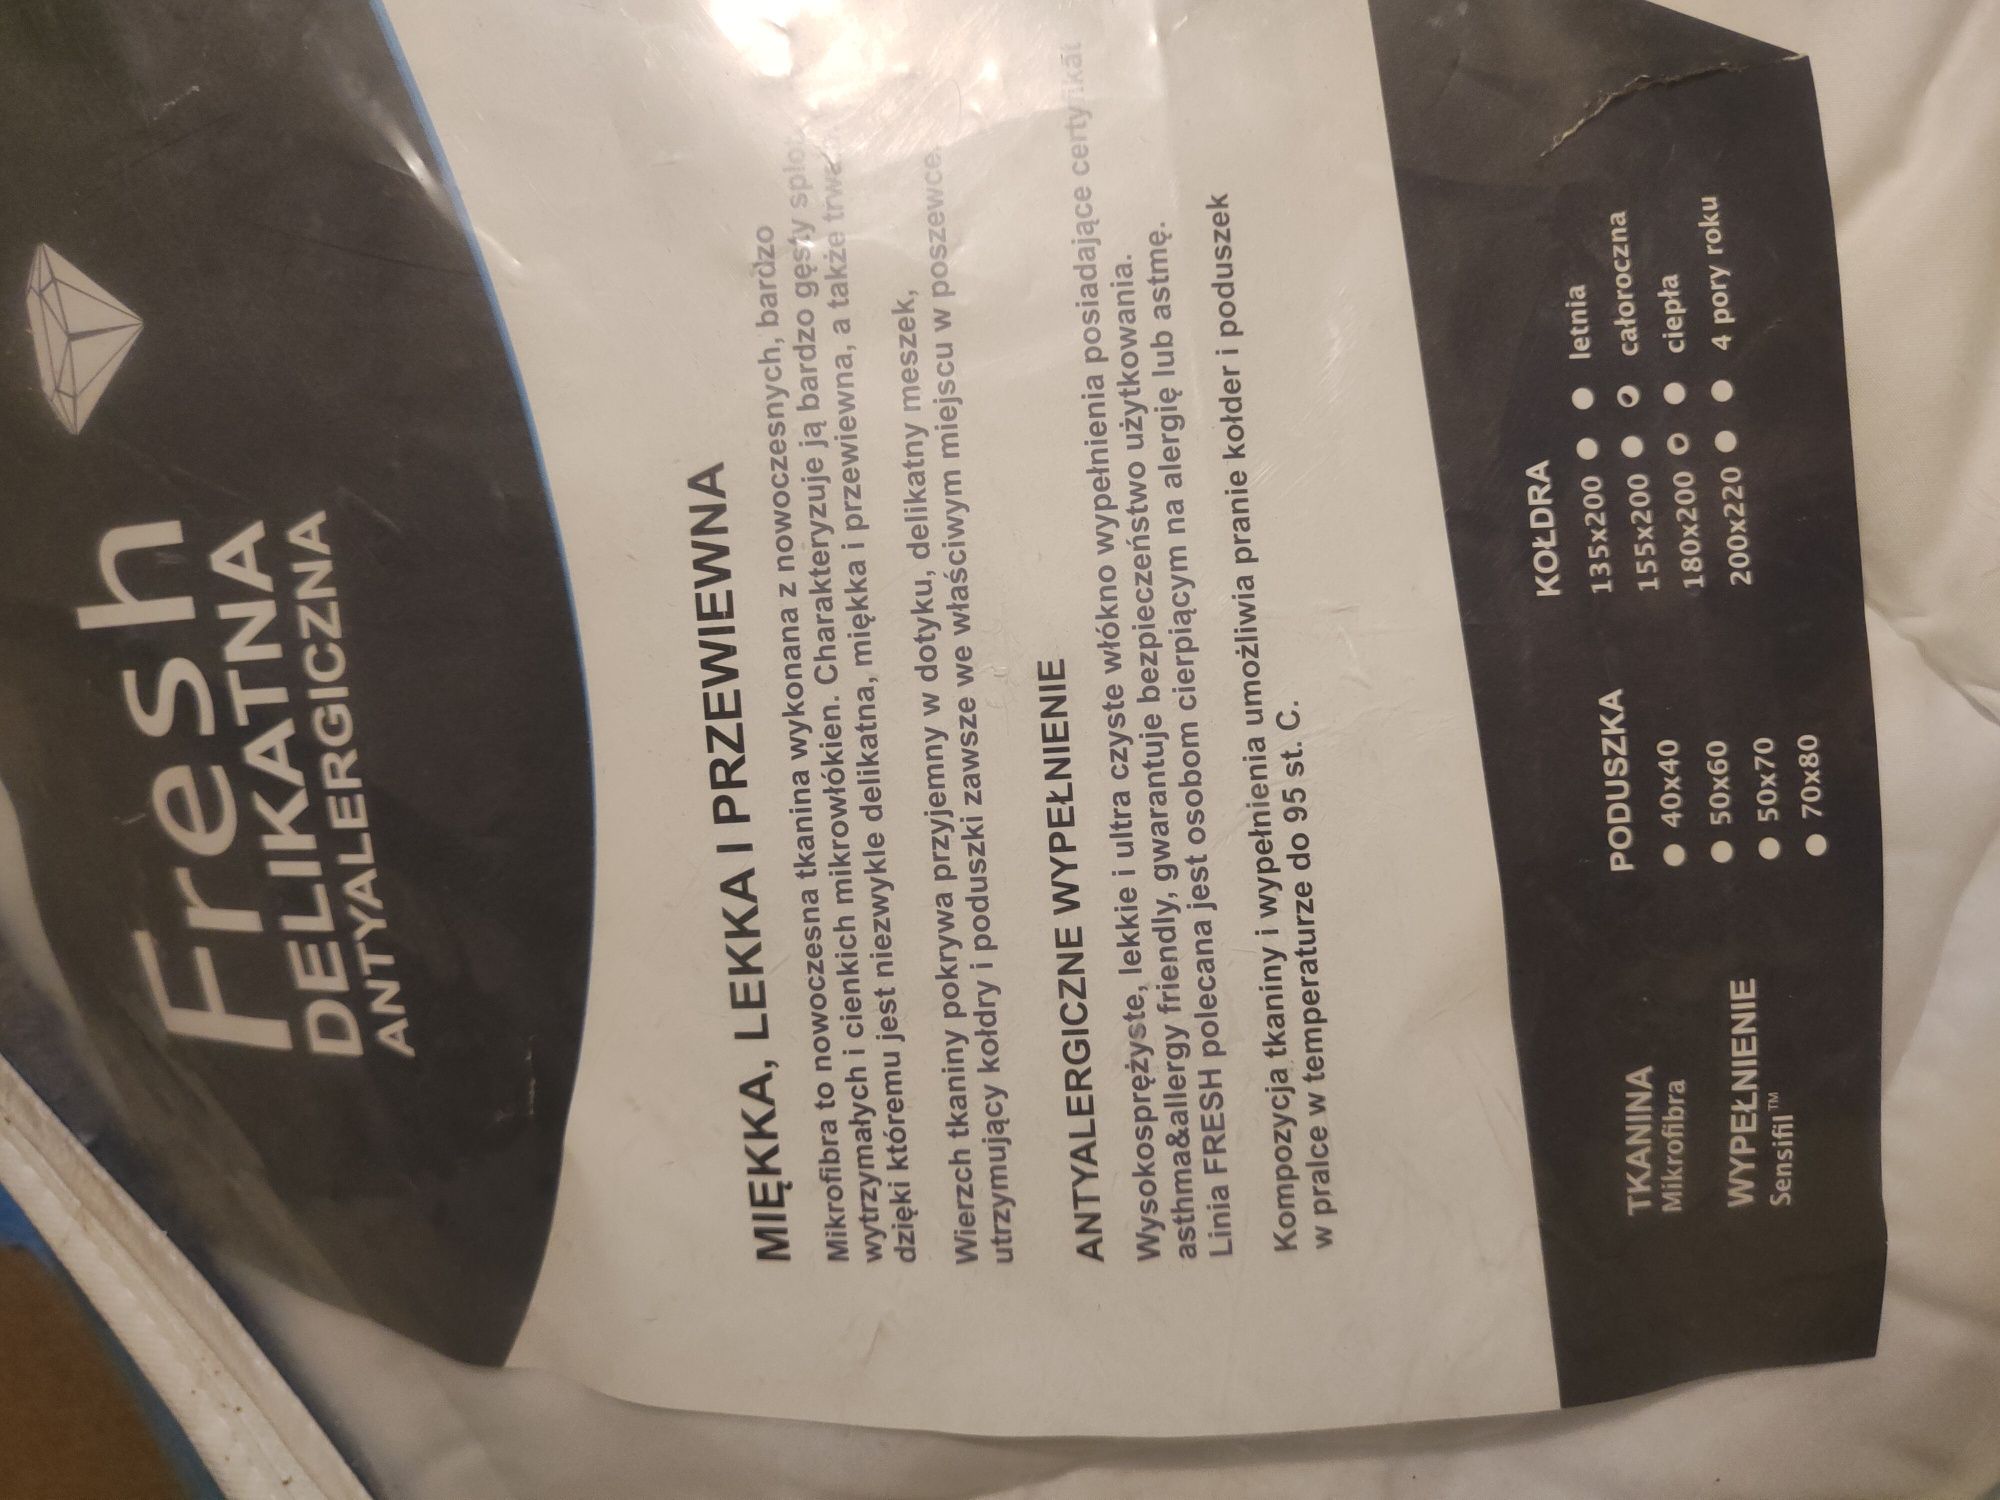 Fresh
DELIKATNA
ANTYALERGICZNA
MIĘKKA, LEKKA I PRZEWIEWNA
Mikrofibra to nowoczesna tkanina wykonana z nowoczesnych, bardzo
wytrzymałych i cienkich mikrowłókien. Charakteryzuje ją bardzo gęsty
dzięki któremu jest niezwykle delikatna, miękka i przewiewna, a także
Wierzch tkaniny pokrywa przyjemny w dotyku, delikatny meszek,
utrzymujący kołdry i poduszki zawsze we właściwym miejscu w poszewce.
ANTYALERGICZNE WYPEŁNIENIE
Wysokosprężyste, lekkie i ultra czyste włókno wypełnienia posiadające certyfikat
asthma&allergy friendly, gwarantuje bezpieczeństwo użytkowania.
Linia FRESH polecana jest osobom cierpiącym na alergię lub astmę.
Kompozycja tkaniny i wypełnienia umożliwia pranie kołder i poduszek
w pralce w temperaturze do 95 st. C.
TKANINA
Mikrofibra
WYPEŁNIENIE
Sensifil™
PODUSZKA
40x40
50x60
50x70
70x80
KOŁDRA
135x200 letnia
155x200 całoroczna
180x200 ciepła
200x220 4 pory roku